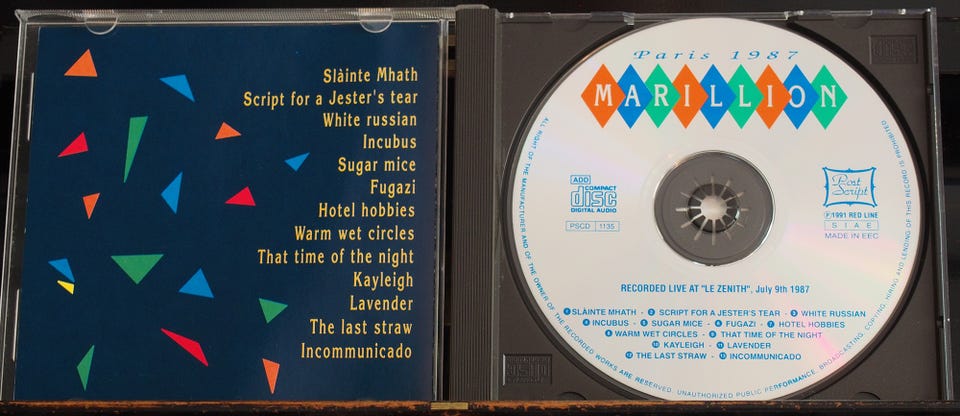 Slàinte Mhath
Script for a Jester's tear
White russian
Incubus
Sugar mice
Fugazi
Hotel hobbies
Warm wet circles
That time of the night
Kayleigh
Lavender
The last straw
Incommunicado
Paris 1987
MARILLION
ADD
COMPACT
disc
DIGITAL AUDIO
PSCD 1135
Post
Script
Ⓟ1991 RED LINE
S I A E
MADE IN EEC
RECORDED LIVE AT "LE ZENITH", July 9th 1987
1 SLÀINTE MHATH - 2 SCRIPT FOR A JESTER'S TEAR - 3 WHITE RUSSIAN
4 INCUBUS - 5 SUGAR MICE - 6 FUGAZI - 7 HOTEL HOBBIES
8 WARM WET CIRCLES - 9 THAT TIME OF THE NIGHT
10 KAYLEIGH - 11 LAVENDER
12 THE LAST STRAW - 13 INCOMMUNICADO
ALL RIGHT OF THE MANUFACTURER AND OF THE OWNER OF THE RECORDED WORKS ARE RESERVED. UNAUTHORIZED PUBLIC PERFORMANCE, BROADCASTING, COPYING, HIRING AND LENDING OF THIS RECORD IS PROHIBITED